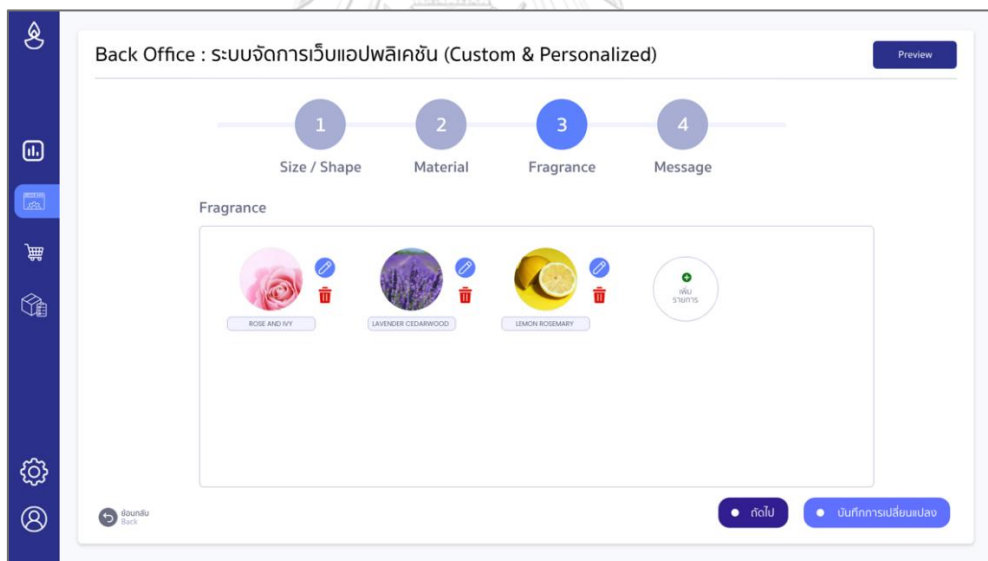 Back Office : ระบบจัดการเว็บแอปพลิเคชัน (Custom & Personalized)
Preview
1 2 3 4
Size / Shape Material Fragrance Message
Fragrance
เพิ่ม
รายการ
ROSE AND IVY LAVENDER CEDARWOOD LEMON ROSEMARY
ย้อนกลับ
Back
ถัดไป บันทึกการเปลี่ยนแปลง